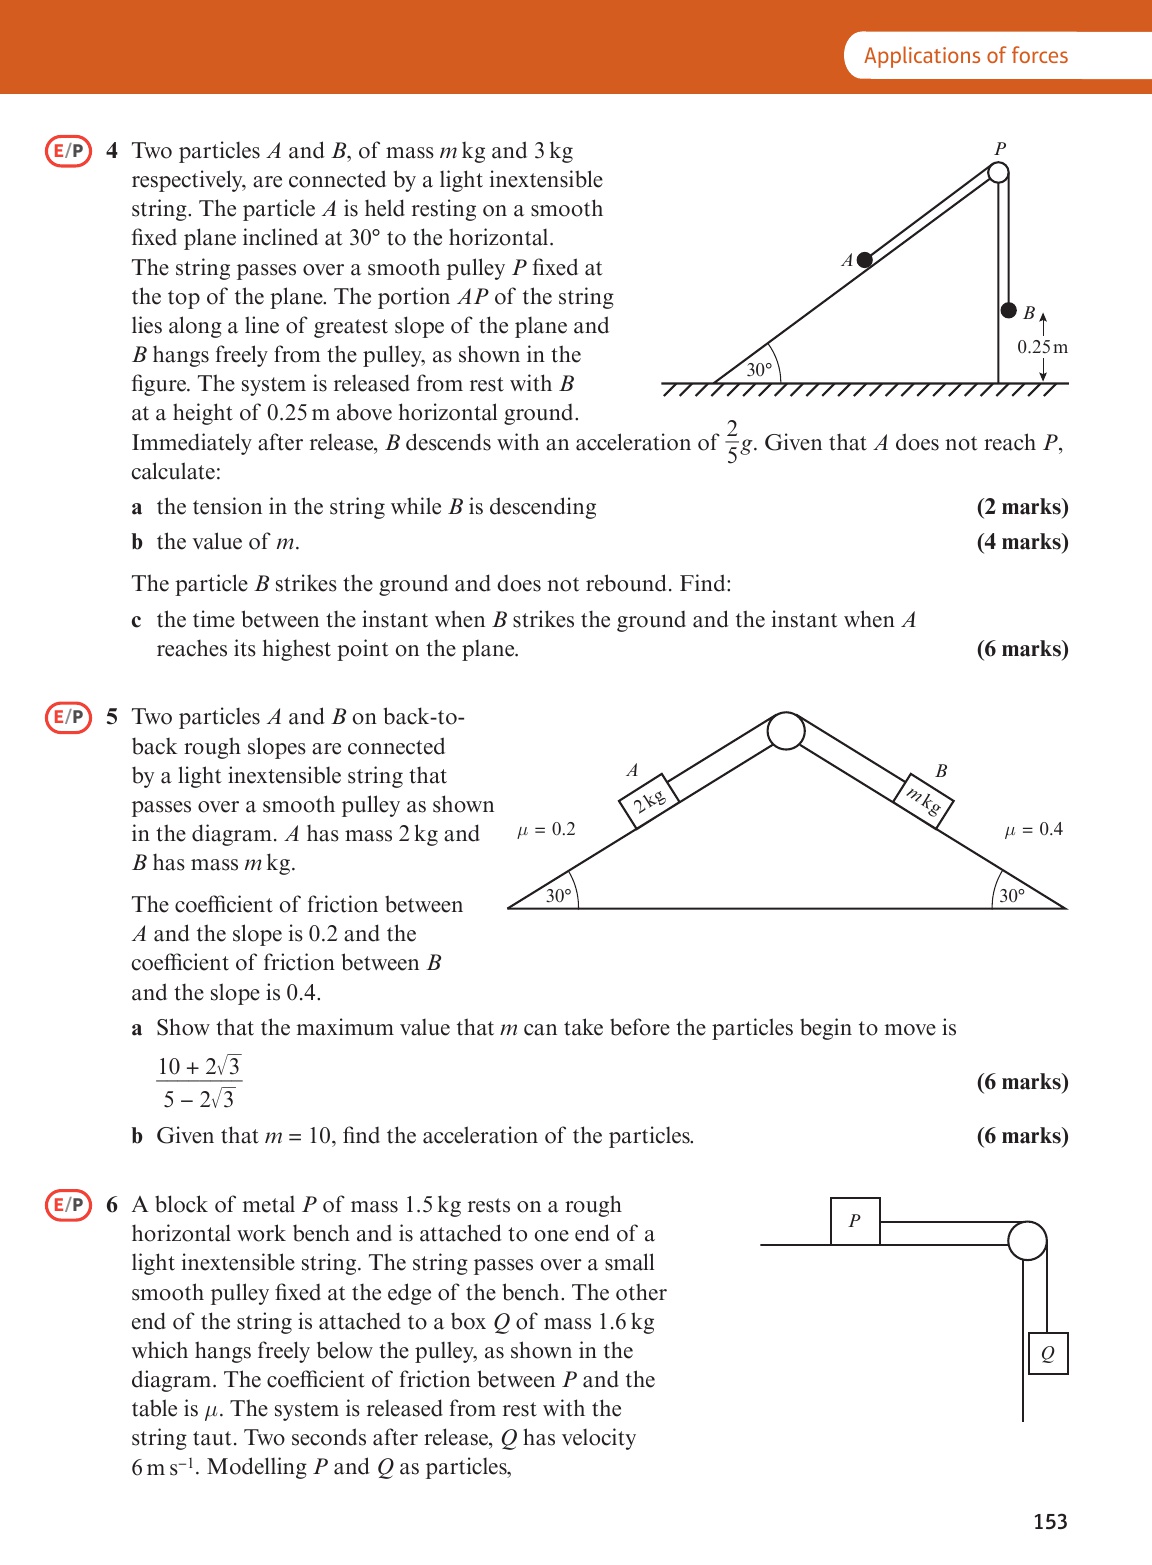 Applications of forces
E/P 4 Two particles A and B, of mass m kg and 3 kg
respectively, are connected by a light inextensible
string. The particle A is held resting on a smooth
fixed plane inclined at 30° to the horizontal.
The string passes over a smooth pulley P fixed at
the top of the plane. The portion AP of the string
lies along a line of greatest slope of the plane and
B hangs freely from the pulley, as shown in the
figure. The system is released from rest with B
at a height of 0.25 m above horizontal ground.
Immediately after release, B descends with an acceleration of 2/5 g. Given that A does not reach P,
calculate:
P
A
B
0.25 m
30°
a the tension in the string while B is descending (2 marks)
b the value of m. (4 marks)
The particle B strikes the ground and does not rebound. Find:
c the time between the instant when B strikes the ground and the instant when A
reaches its highest point on the plane. (6 marks)
E/P 5 Two particles A and B on back-to-
back rough slopes are connected
by a light inextensible string that
passes over a smooth pulley as shown
in the diagram. A has mass 2 kg and
B has mass m kg.
The coefficient of friction between
A and the slope is 0.2 and the
coefficient of friction between B
and the slope is 0.4.
A
B
2 kg
m kg
μ = 0.2
μ = 0.4
30°
30°
a Show that the maximum value that m can take before the particles begin to move is
10 + 2√3
5 – 2√3
(6 marks)
b Given that m = 10, find the acceleration of the particles. (6 marks)
E/P 6 A block of metal P of mass 1.5 kg rests on a rough
horizontal work bench and is attached to one end of a
light inextensible string. The string passes over a small
smooth pulley fixed at the edge of the bench. The other
end of the string is attached to a box Q of mass 1.6 kg
which hangs freely below the pulley, as shown in the
diagram. The coefficient of friction between P and the
table is μ. The system is released from rest with the
string taut. Two seconds after release, Q has velocity
6 m s⁻¹. Modelling P and Q as particles,
P
Q
153